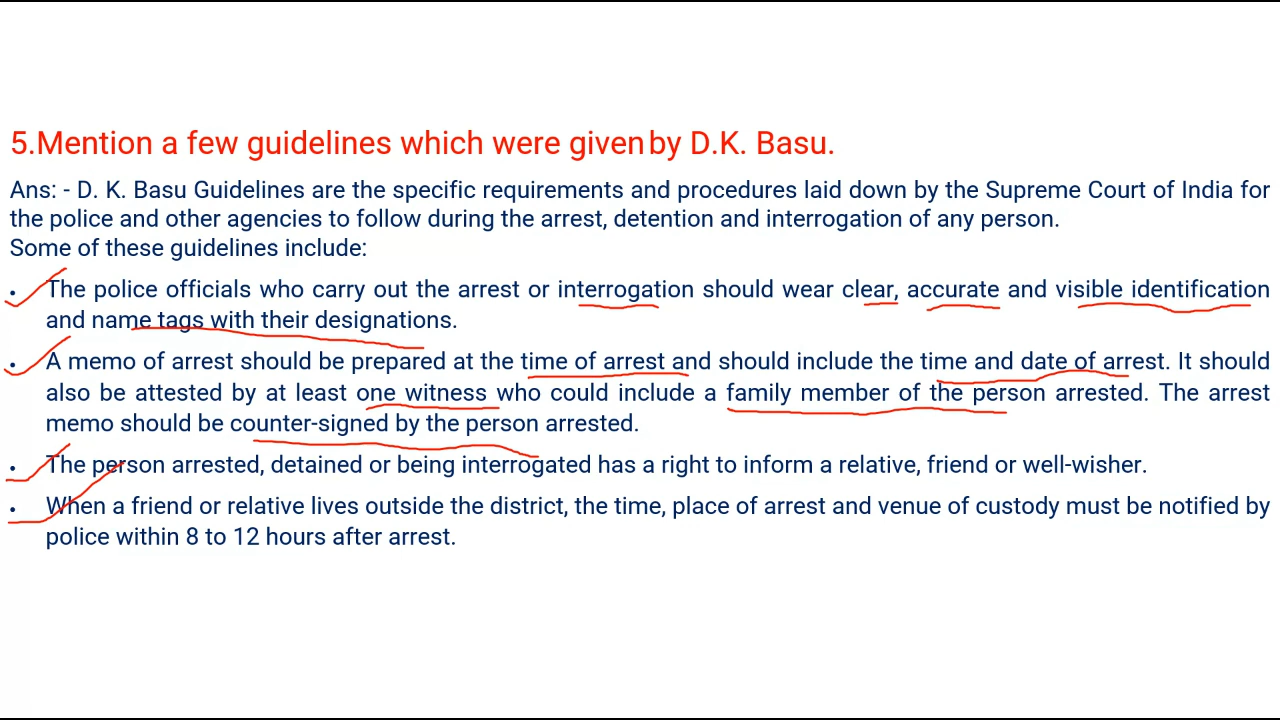 5.Mention a few guidelines which were given by D.K. Basu.
Ans: - D. K. Basu Guidelines are the specific requirements and procedures laid down by the Supreme Court of India for
the police and other agencies to follow during the arrest, detention and interrogation of any person.
Some of these guidelines include:
• The police officials who carry out the arrest or interrogation should wear clear, accurate and visible identification
and name tags with their designations.
• A memo of arrest should be prepared at the time of arrest and should include the time and date of arrest. It should
also be attested by at least one witness who could include a family member of the person arrested. The arrest
memo should be counter-signed by the person arrested.
• The person arrested, detained or being interrogated has a right to inform a relative, friend or well-wisher.
• When a friend or relative lives outside the district, the time, place of arrest and venue of custody must be notified by
police within 8 to 12 hours after arrest.